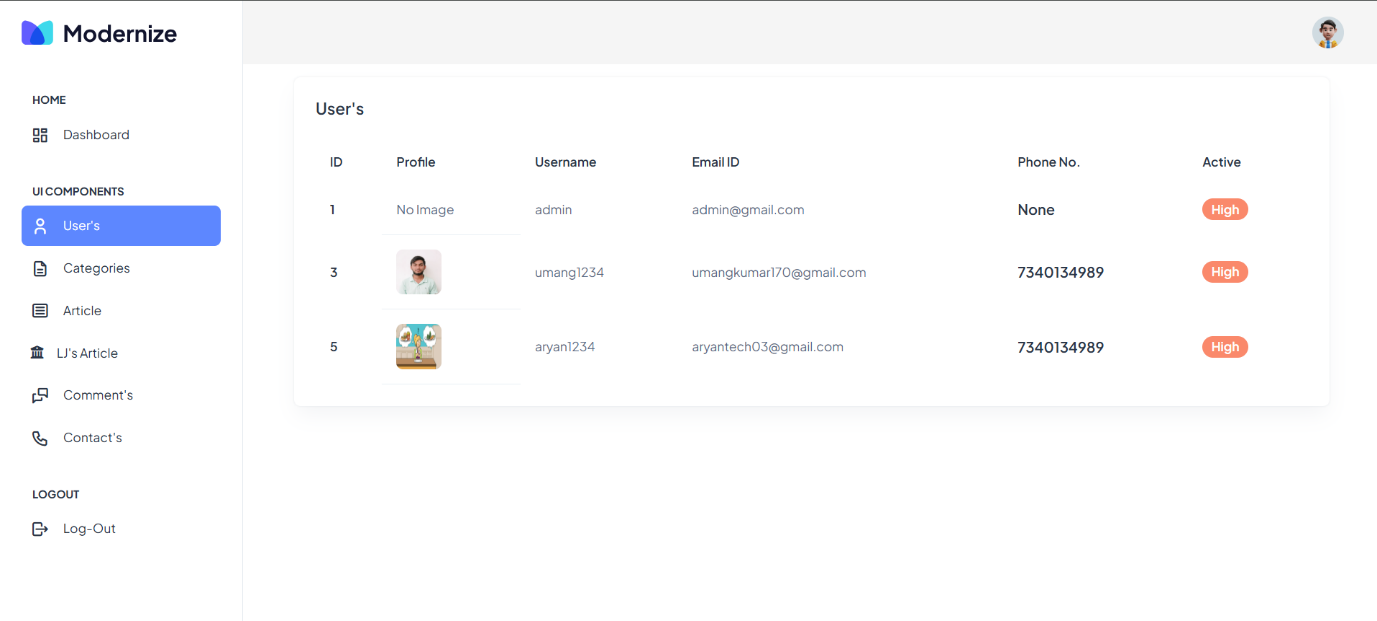 Modernize
HOME
Dashboard
UI COMPONENTS
User's
Categories
Article
LJ's Article
Comment's
Contact's
LOGOUT
Log-Out
User's
ID Profile Username Email ID Phone No. Active
1 No Image admin admin@gmail.com None High
3 umang1234 umangkumar170@gmail.com 7340134989 High
5 aryan1234 aryantech03@gmail.com 7340134989 High